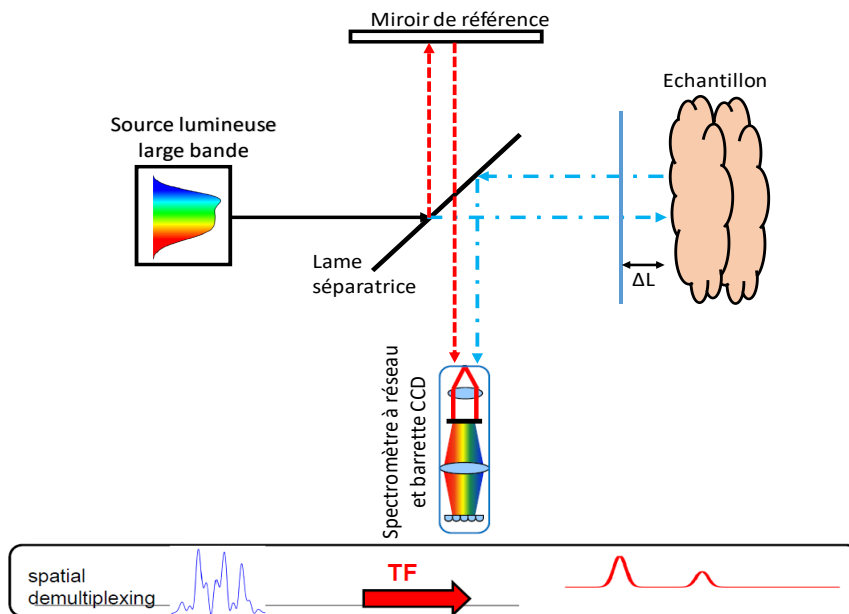 Miroir de référence
Echantillon
Source lumineuse
large bande
Lame
séparatrice
ΔL
Spectromètre à réseau
et barrette CCD
spatial
demultiplexing
TF